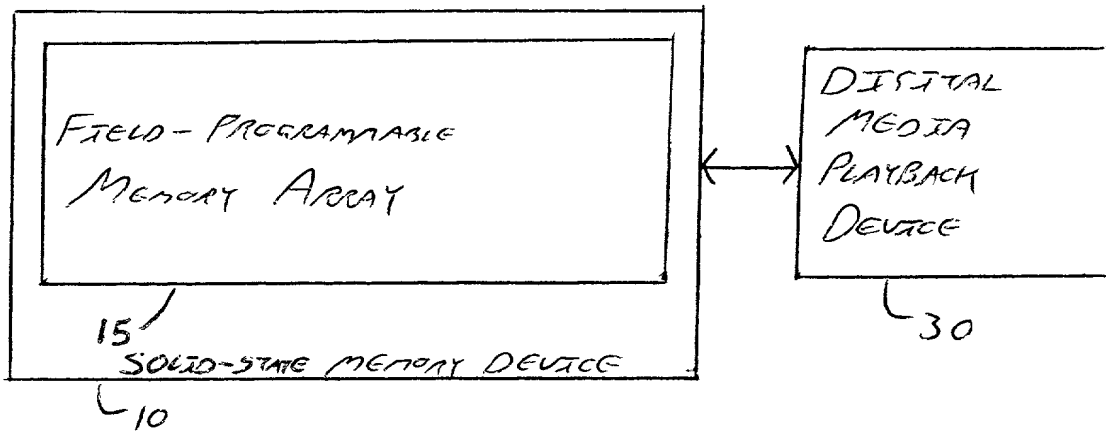 FIELD-PROGRAMMABLE
MEMORY ARRAY
15
SOLID-STATE MEMORY DEVICE
10
DIGITAL
MEDIA
PLAYBACK
DEVICE
30